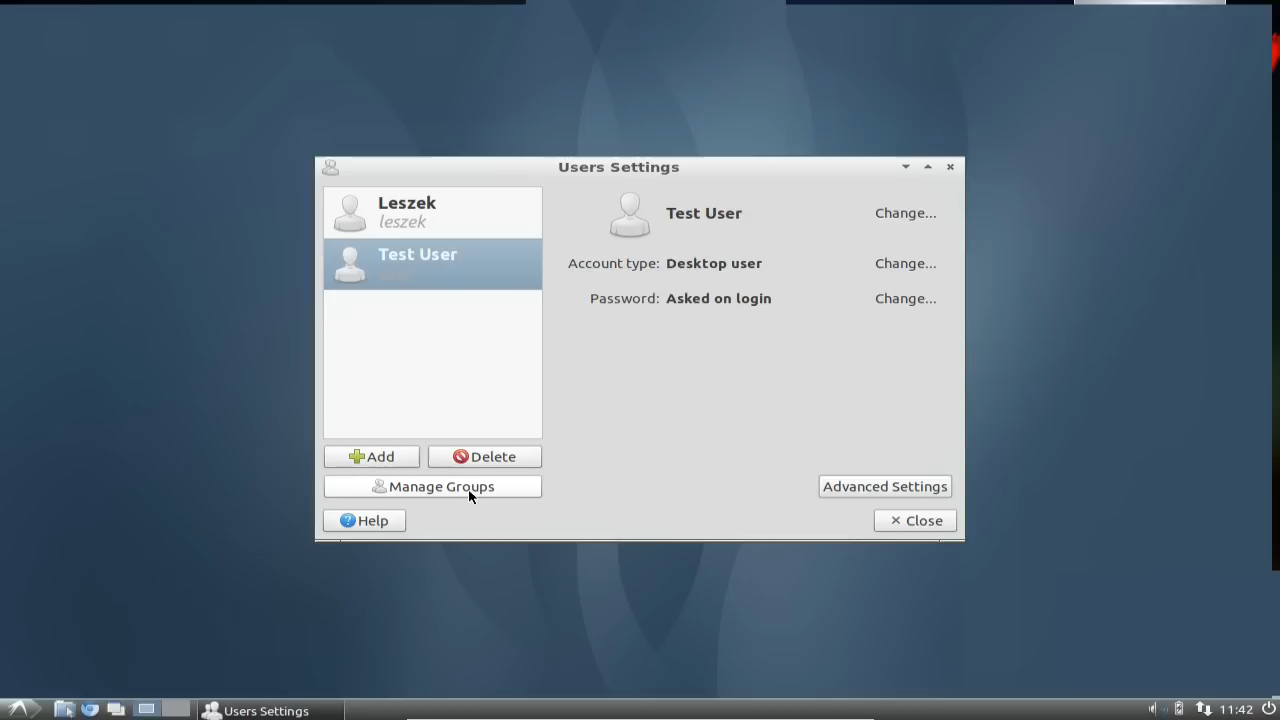 Users Settings
Leszek
leszek
Test User
Test User
Change...
Account type: Desktop user
Change...
Password: Asked on login
Change...
Add
Delete
Manage Groups
Advanced Settings
Help
Close
Users Settings
11:42